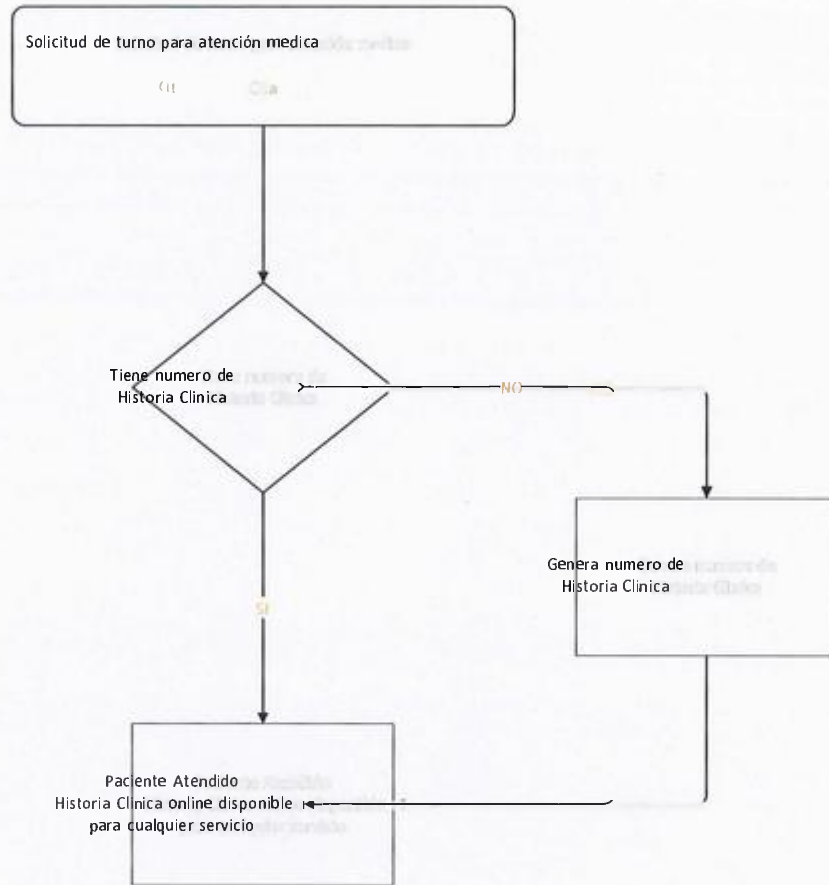 Solicitud de turno para atención medica
Tiene numero de
Historia Clinica
NO
Genera numero de
Historia Clinica
SI
Paciente Atendido
Historia Clinica online disponible
para cualquier servicio